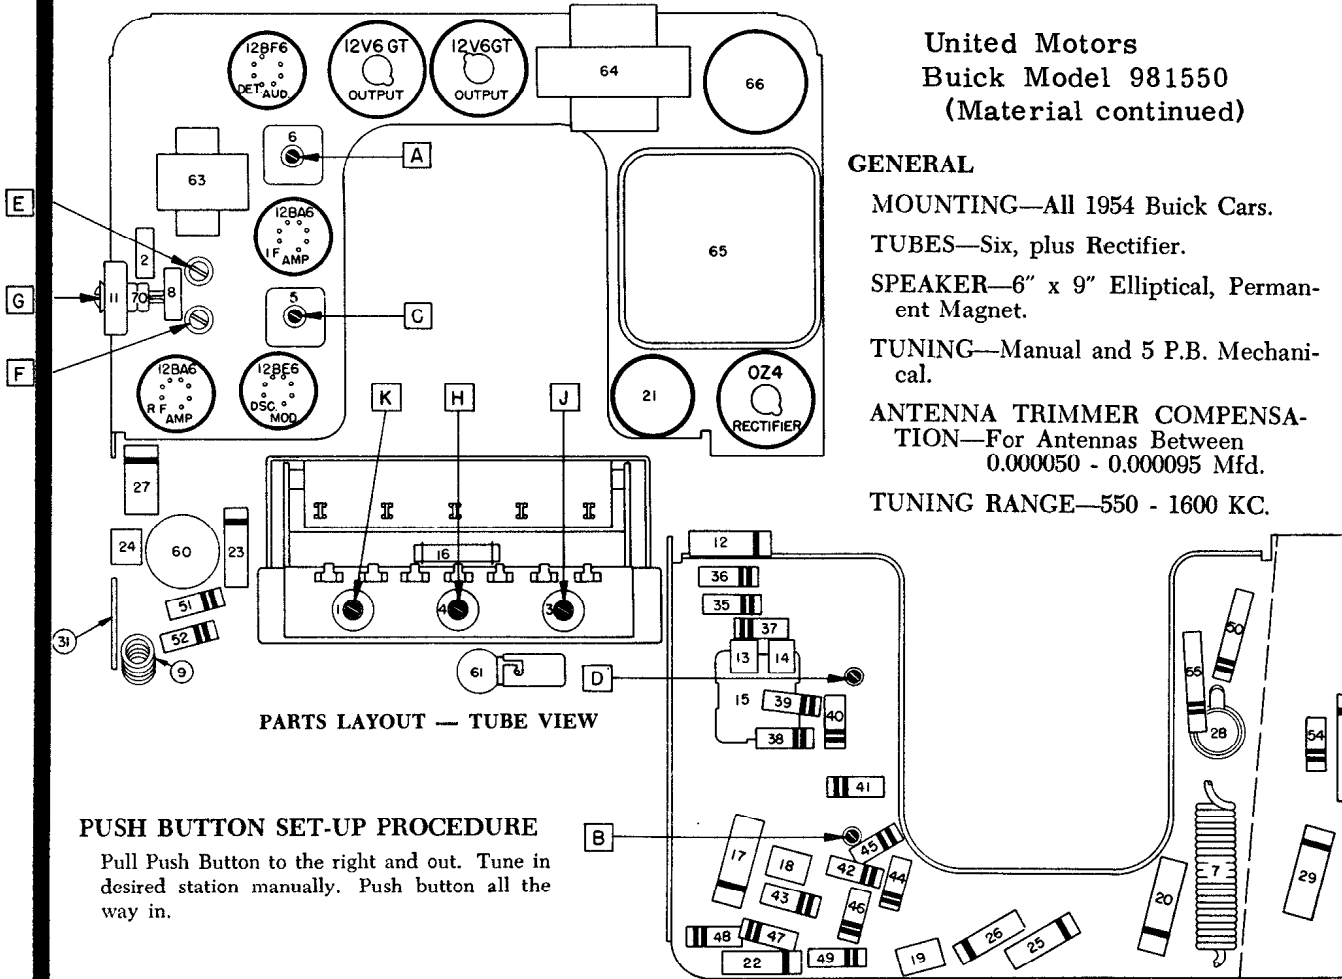 United Motors
Buick Model 981550
(Material continued)
GENERAL
MOUNTING—All 1954 Buick Cars.
TUBES—Six, plus Rectifier.
SPEAKER—6″ x 9″ Elliptical, Perman-
ent Magnet.
TUNING—Manual and 5 P.B. Mechani-
cal.
ANTENNA TRIMMER COMPENSA-
TION—For Antennas Between
0.000050 - 0.000095 Mfd.
TUNING RANGE—550 - 1600 KC.
12BF6
DET. AUD.
12V6 GT
OUTPUT
12V6GT
OUTPUT
64
66
6
A
63
E
12BA6
IF AMP
2
65
G
11
70
8
5
C
F
12BA6
RF AMP
12BE6
OSC. MOD.
K
H
J
21
OZ4
RECTIFIER
27
24
60
23
16
51
52
31
9
1
4
3
61
D
PARTS LAYOUT — TUBE VIEW
PUSH BUTTON SET-UP PROCEDURE
Pull Push Button to the right and out. Tune in
desired station manually. Push button all the
way in.
B
12
36
35
37
13
14
15
39
40
38
41
45
17
18
42
44
43
46
48
47
22
49
19
26
25
20
7
29
50
55
28
54